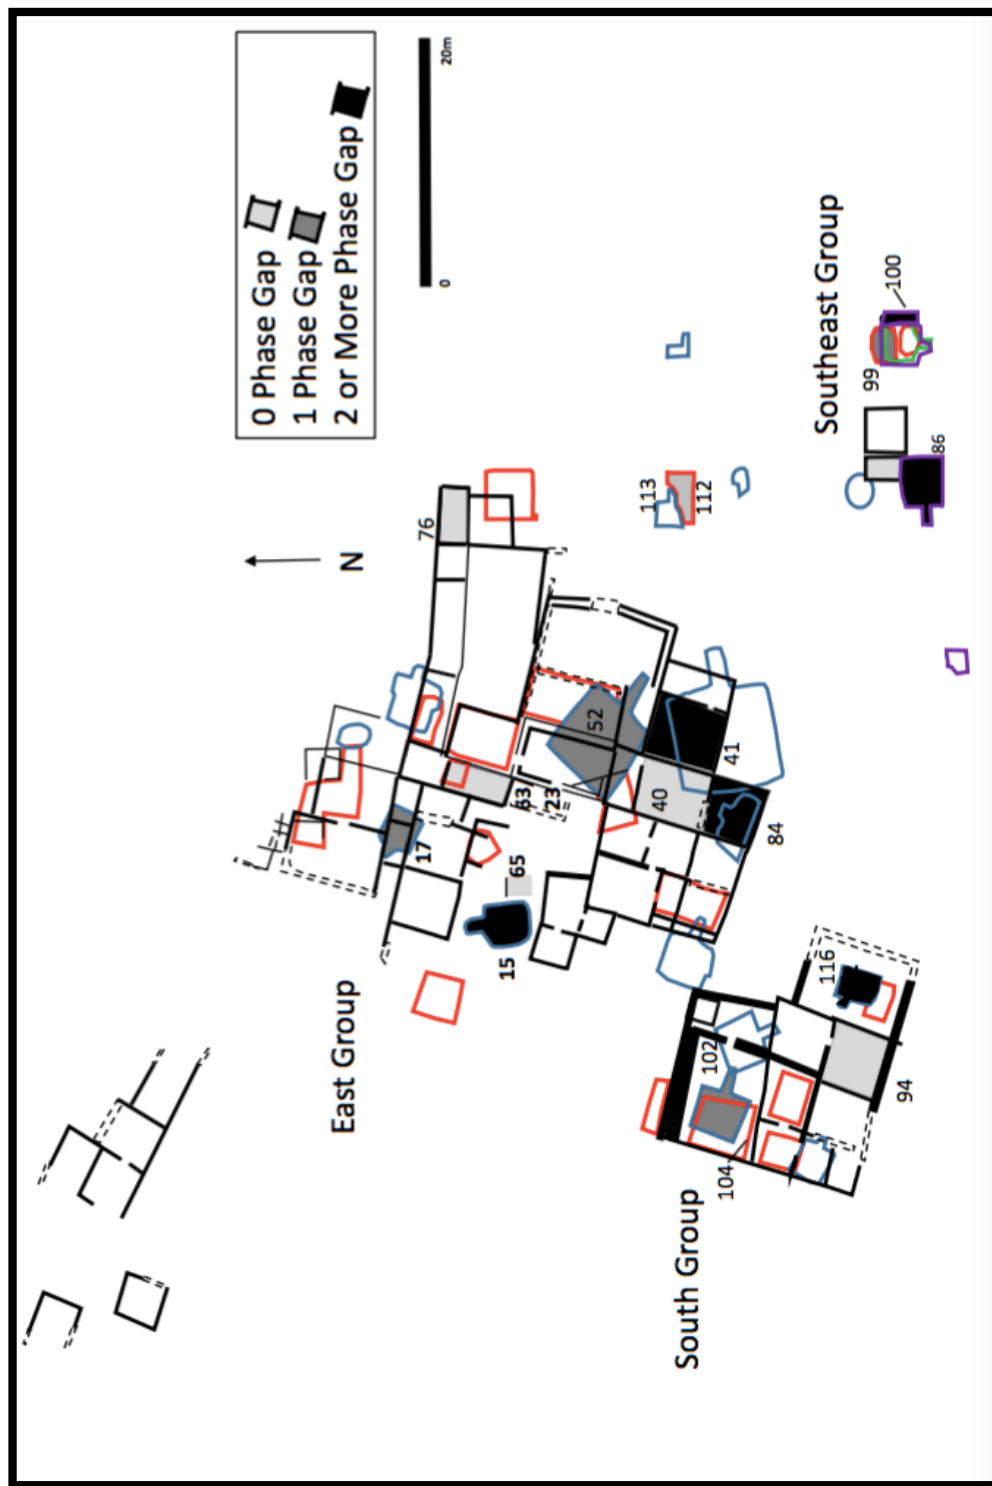 0 Phase Gap
1 Phase Gap
2 or More Phase Gap
0
20m
N
East Group
South Group
Southeast Group
76
113
112
52
63
23
17
65
15
40
41
84
116
102
104
94
99
100
86